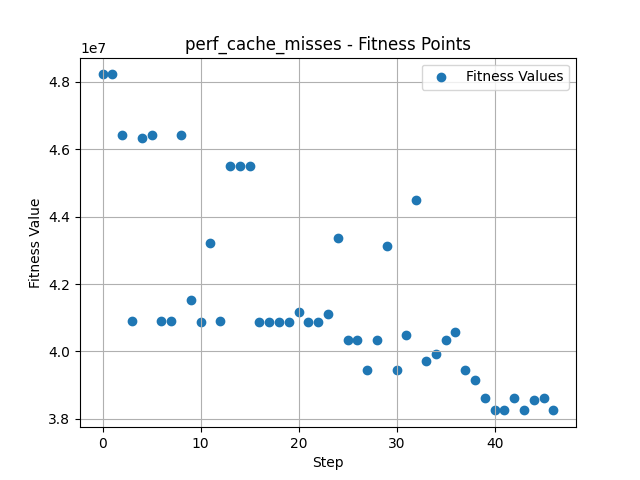 perf_cache_misses - Fitness Points
1e7
Fitness Values
4.8
4.6
4.4
4.2
4.0
3.8
Fitness Value
0 10 20 30 40
Step